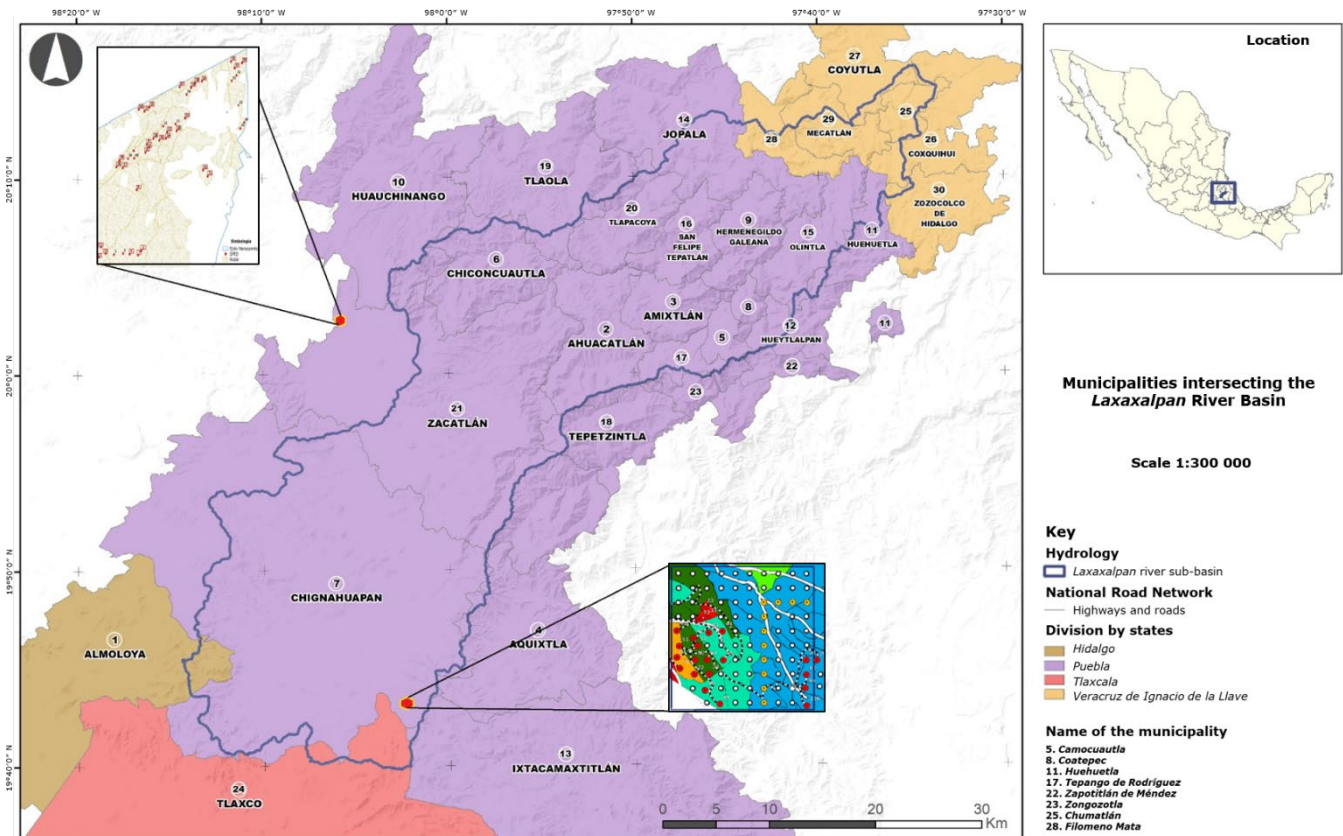 98°20'0" W
98°10'0" W
98°0'0" W
97°50'0" W
97°40'0" W
97°30'0" W
20°10'0" N
20°0'0" N
19°50'0" N
19°40'0" N
27
COYUTLA
14
JOPALA
29
MECATLÁN
25
28
26
COXQUIHUI
19
TLAOLA
10
HUAUCHINANGO
30
ZOZOCOLCO
DE
HIDALGO
20
TLAPACOYA
16
SAN
FELIPE
TEPATLÁN
9
HERMENEGILDO
GALEANA
15
OLINTLA
11
HUEHUETLA
6
CHICONCUAUTLA
3
AMIXTLÁN
8
11
2
AHUACATLÁN
5
12
HUEYTLALPAN
17
22
23
21
ZACATLÁN
18
TEPETZINTLA
7
CHIGNAHUAPAN
4
AQUIXTLA
1
ALMOLOYA
13
IXTACAMAXTITLÁN
24
TLAXCO
0
10
20
30
Km
Simbología
Location
Municipalities intersecting the
Laxaxalpan River Basin
Scale 1:300 000
Key
Hydrology
Laxaxalpan river sub-basin
National Road Network
Highways and roads
Division by states
Hidalgo
Puebla
Tlaxcala
Veracruz de Ignacio de la Llave
Name of the municipality
5. Camocuautla
8. Coatepec
11. Huehuetla
17. Tepango de Rodríguez
22. Zapotitlán de Méndez
23. Zongozotla
25. Chumatlán
28. Filomeno Mata